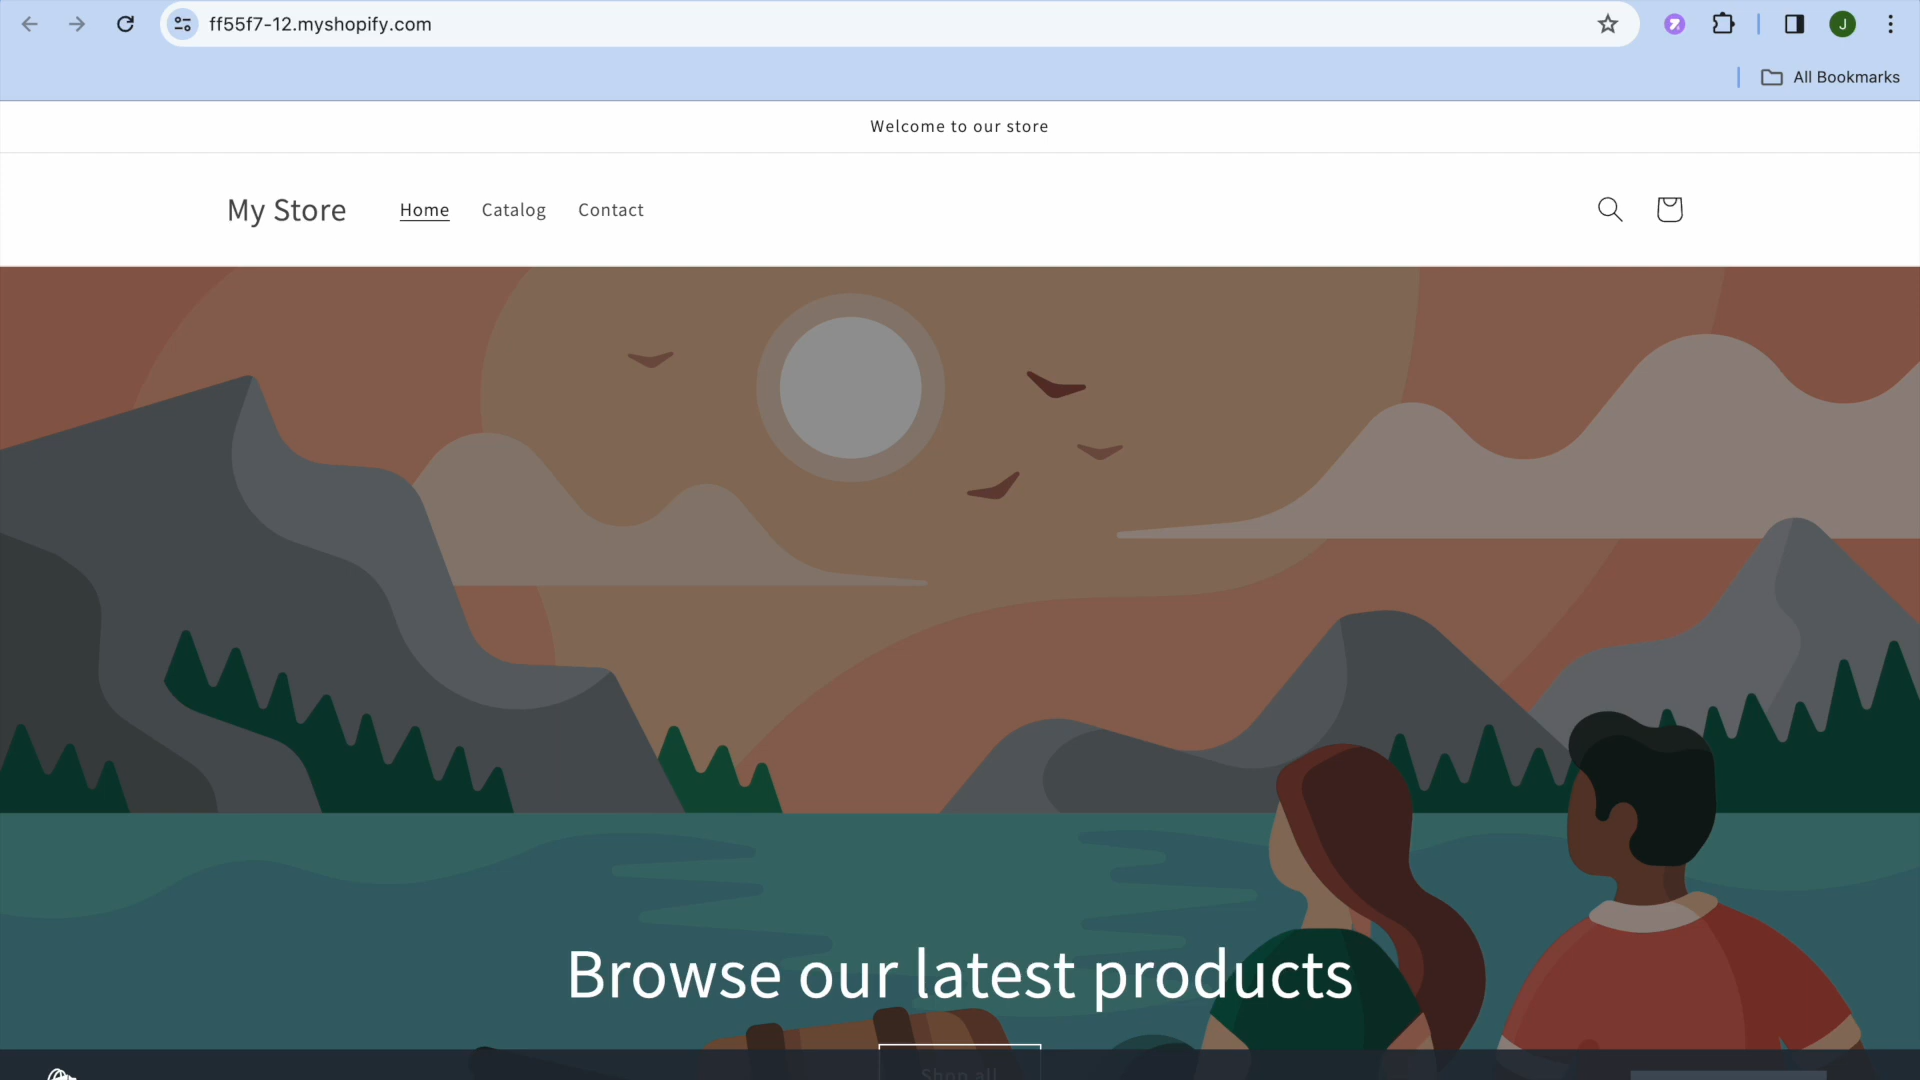 ff55f7-12.myshopify.com
J
All Bookmarks
Welcome to our store
My Store
Home
Catalog
Contact
Browse our latest products
Shop all